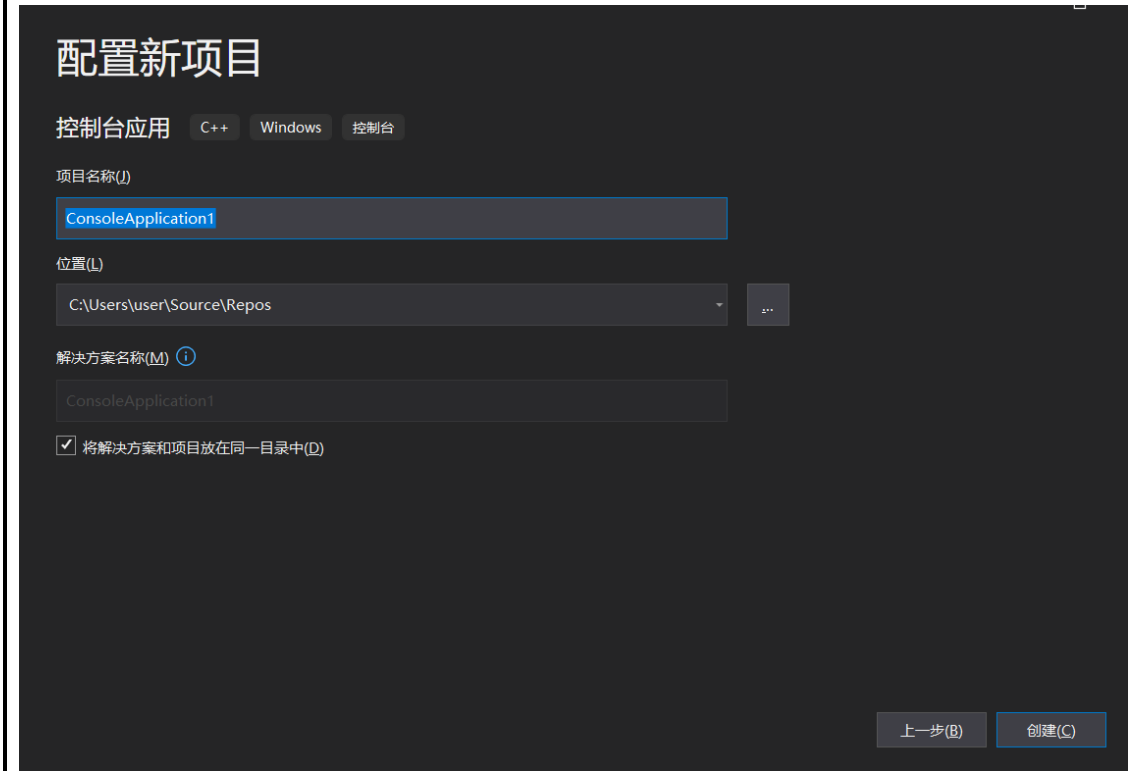 配置新项目
控制台应用 C++ Windows 控制台
项目名称(J)
ConsoleApplication1
位置(L)
C:\Users\user\Source\Repos
...
解决方案名称(M)
ConsoleApplication1
将解决方案和项目放在同一目录中(D)
上一步(B) 创建(C)